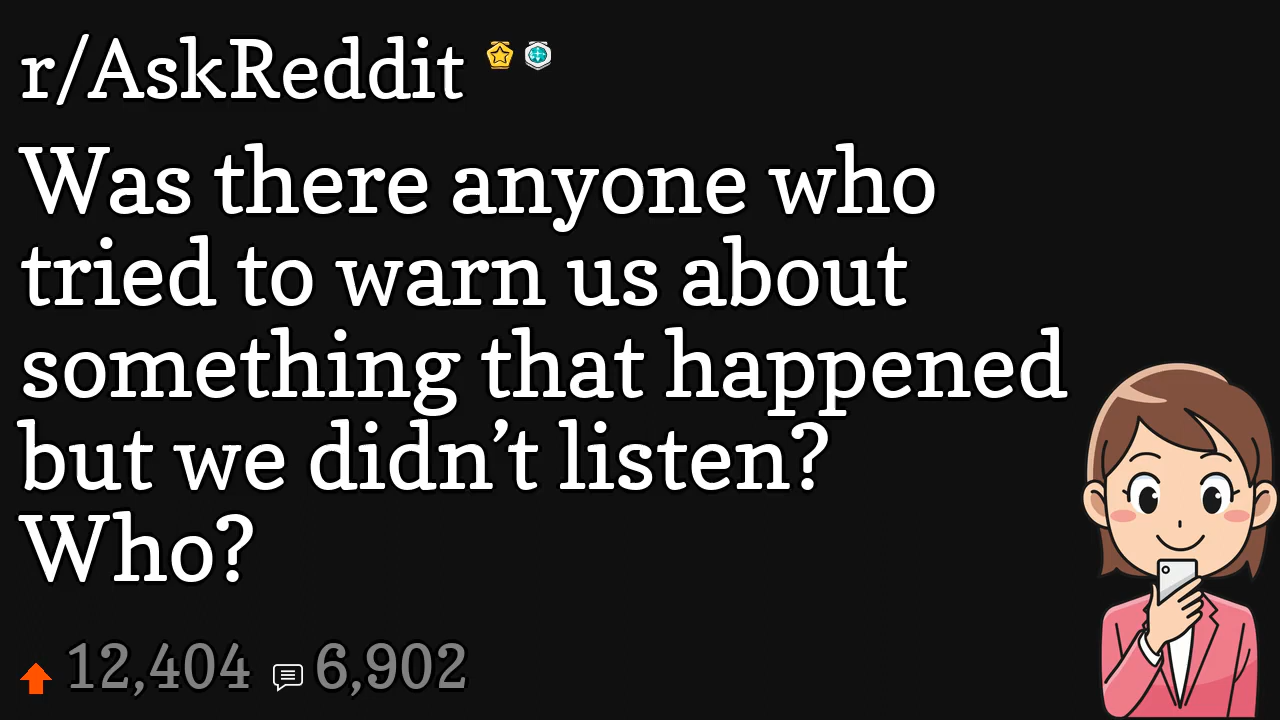 r/AskReddit
Was there anyone who
tried to warn us about
something that happened
but we didn’t listen?
Who?
12,404 6,902